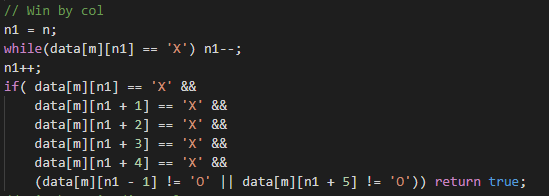 // Win by col
n1 = n;
while(data[m][n1] == 'X') n1--;
n1++;
if( data[m][n1] == 'X' &&
data[m][n1 + 1] == 'X' &&
data[m][n1 + 2] == 'X' &&
data[m][n1 + 3] == 'X' &&
data[m][n1 + 4] == 'X' &&
(data[m][n1 - 1] != 'O' || data[m][n1 + 5] != 'O')) return true;